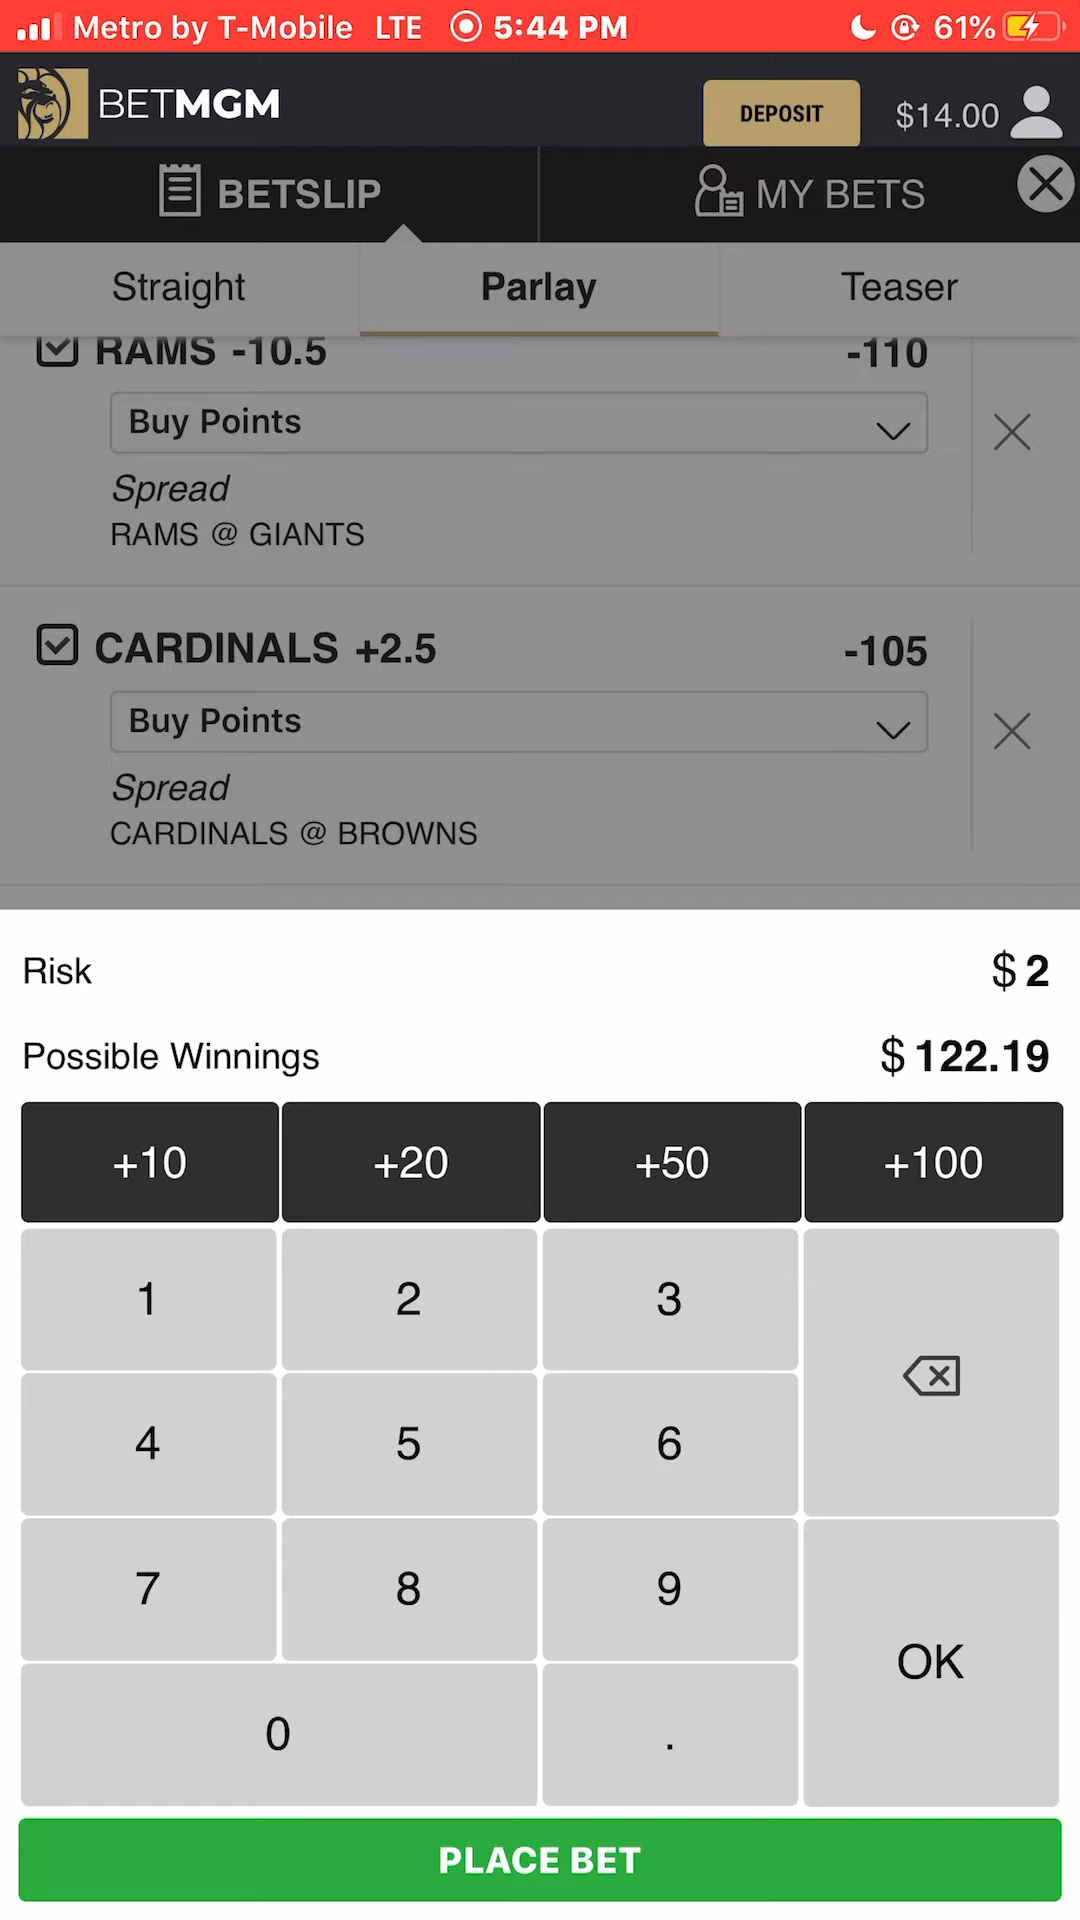 Metro by T-Mobile LTE 5:44 PM 61%
BETMGM
DEPOSIT
$14.00
BETSLIP
MY BETS
Straight
Parlay
Teaser
RAMS -10.5
-110
Buy Points
Spread
RAMS @ GIANTS
CARDINALS +2.5
-105
Buy Points
Spread
CARDINALS @ BROWNS
Risk
$ 2
Possible Winnings
$ 122.19
+10 +20 +50 +100
1 2 3
4 5 6
7 8 9
OK
0 .
PLACE BET